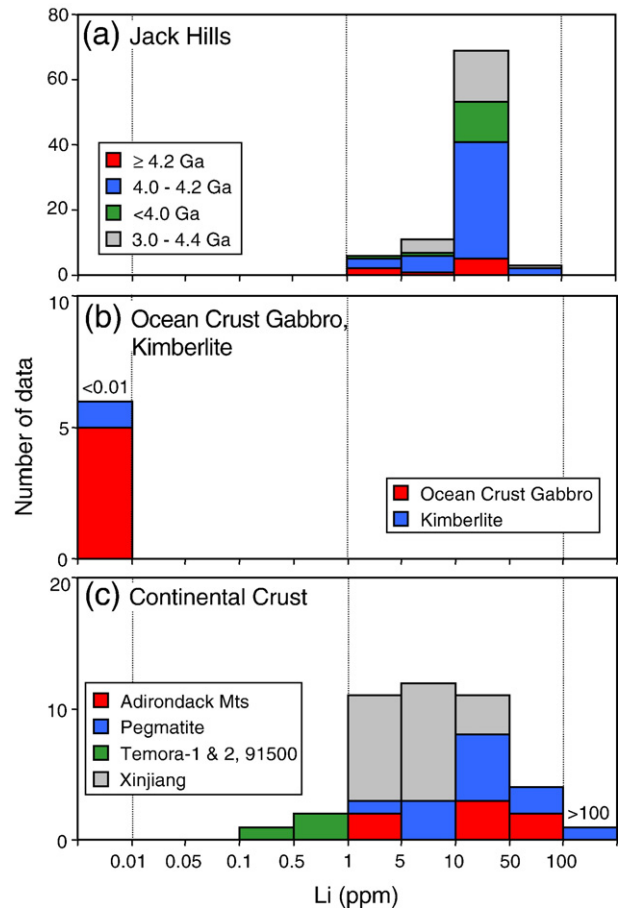 (a) Jack Hills
80
60
40
20
0
≥ 4.2 Ga
4.0 - 4.2 Ga
<4.0 Ga
3.0 - 4.4 Ga
(b) Ocean Crust Gabbro,
Kimberlite
10
5
0
<0.01
Number of data
Ocean Crust Gabbro
Kimberlite
(c) Continental Crust
20
10
0
Adirondack Mts
Pegmatite
Temora-1 & 2, 91500
Xinjiang
>100
0.01 0.05 0.1 0.5 1 5 10 50 100
Li (ppm)